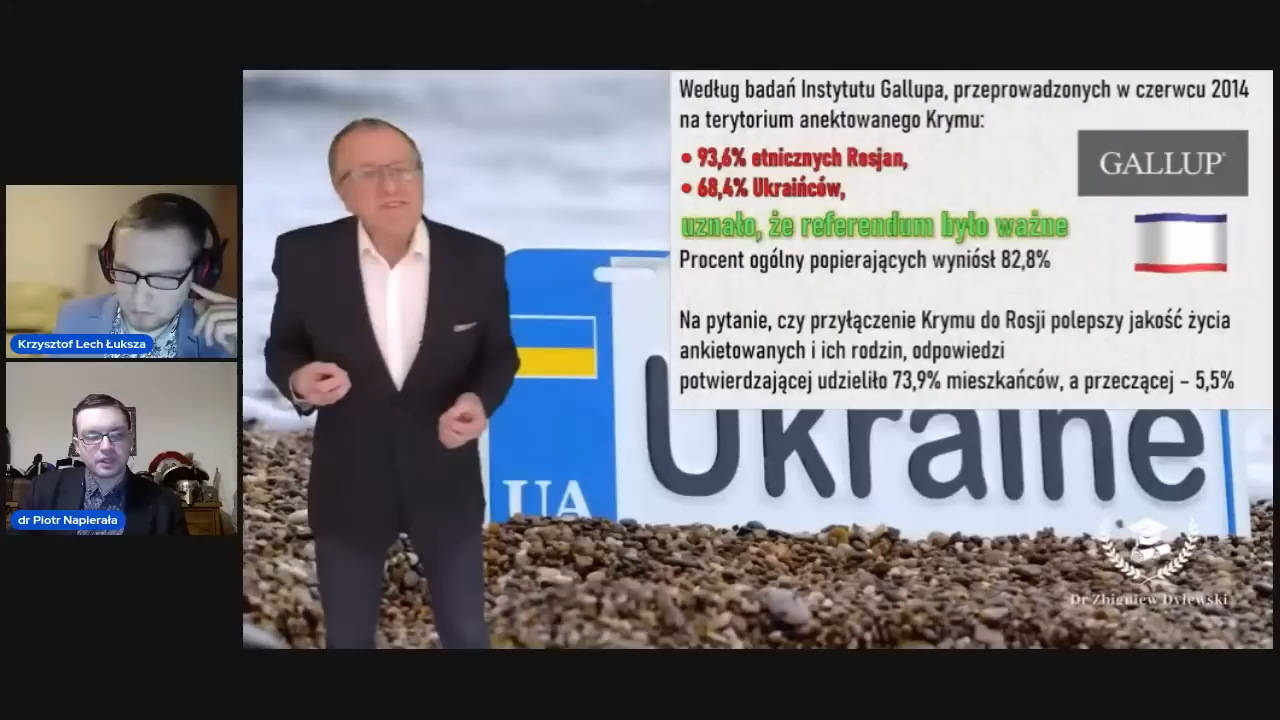 Według badań Instytutu Gallupa, przeprowadzonych w czerwcu 2014
na terytorium anektowanego Krymu:
• 93,6% etnicznych Rosjan,
• 68,4% Ukraińców,
uznało, że referendum było ważne
Procent ogólny popierających wyniósł 82,8%
GALLUP
Na pytanie, czy przyłączenie Krymu do Rosji polepszy jakość życia
ankietowanych i ich rodzin, odpowiedzi
potwierdzającej udzieliło 73,9% mieszkańców, a przeczącej – 5,5%
Krzysztof Lech Łuksza
dr Piotr Napierała
Ukraine
UA
Dr Zbigniew Dylewski